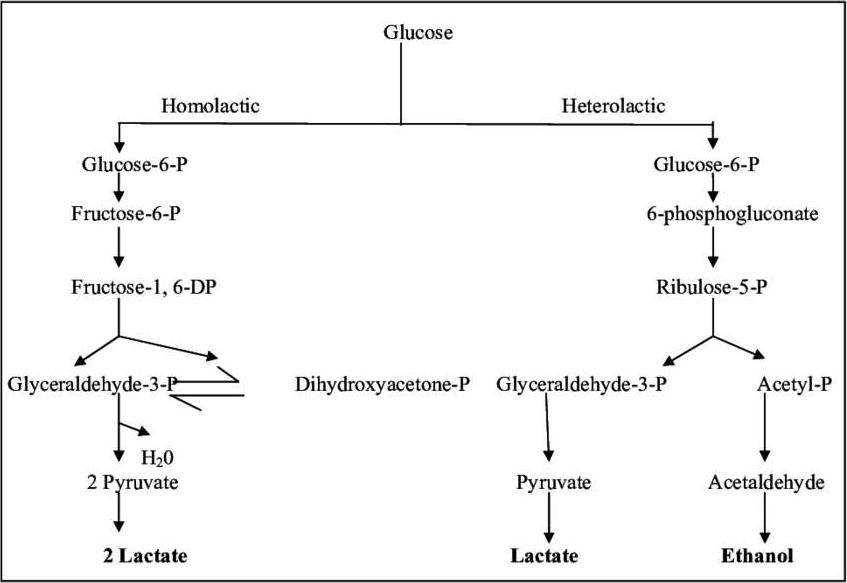 Glucose
Homolactic
Heterolactic
Glucose-6-P
Glucose-6-P
Fructose-6-P
6-phosphogluconate
Fructose-1, 6-DP
Ribulose-5-P
Glyceraldehyde-3-P
Dihydroxyacetone-P
Glyceraldehyde-3-P
Acetyl-P
H₂0
2 Pyruvate
Pyruvate
Acetaldehyde
2 Lactate
Lactate
Ethanol